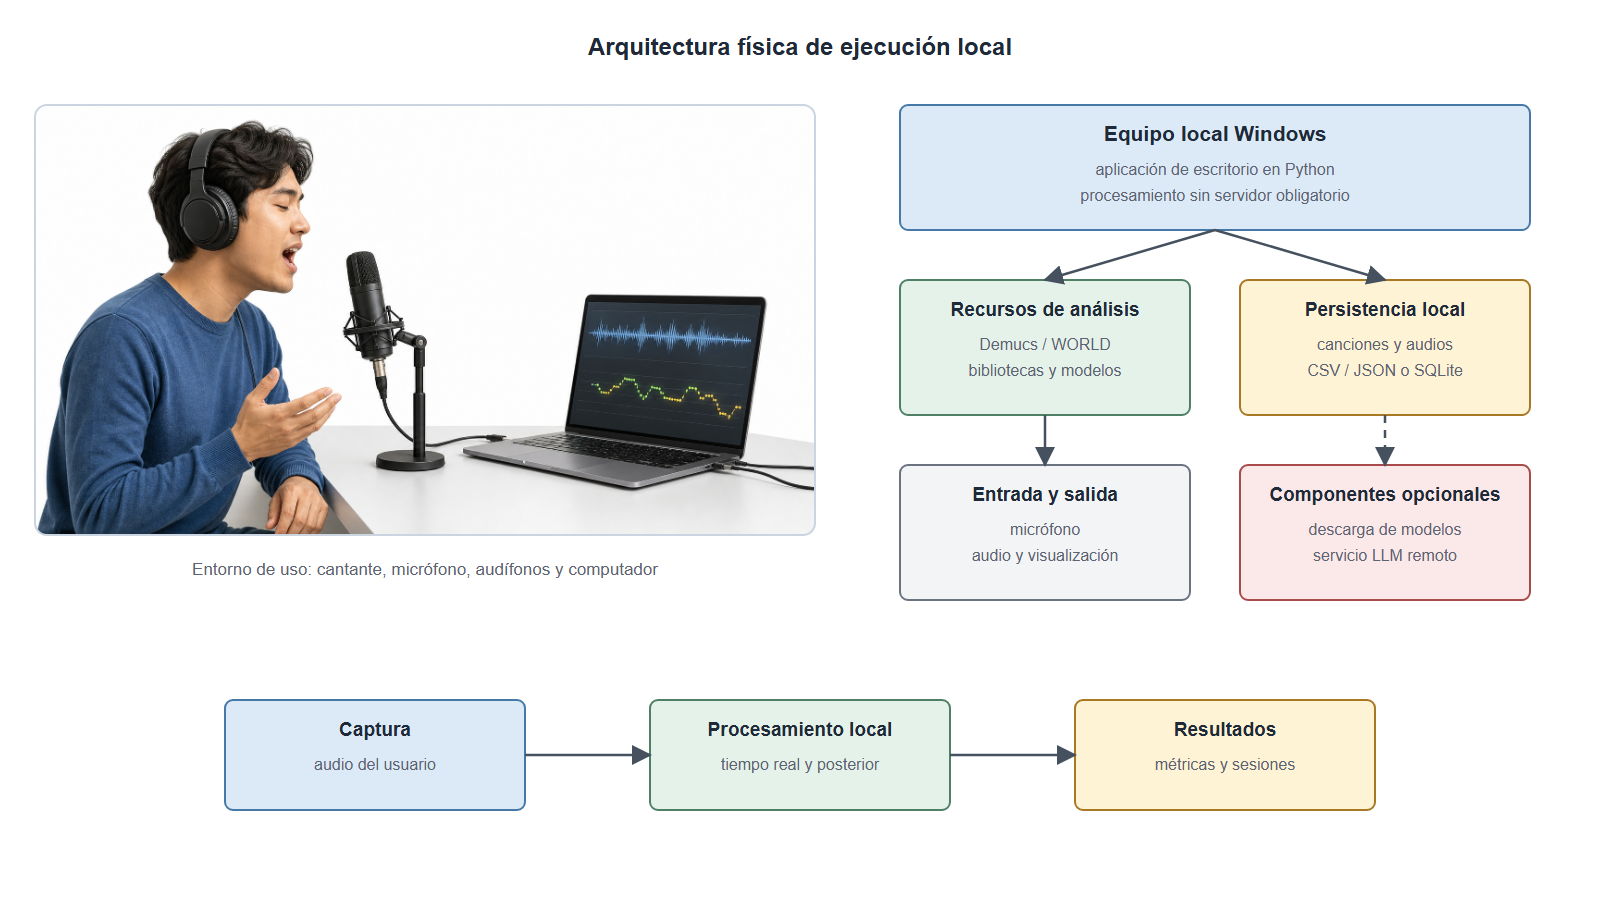 Arquitectura física de ejecución local
Equipo local Windows
aplicación de escritorio en Python
procesamiento sin servidor obligatorio
Recursos de análisis
Demucs / WORLD
bibliotecas y modelos
Persistencia local
canciones y audios
CSV / JSON o SQLite
Entrada y salida
micrófono
audio y visualización
Componentes opcionales
descarga de modelos
servicio LLM remoto
Entorno de uso: cantante, micrófono, audífonos y computador
Captura
audio del usuario
Procesamiento local
tiempo real y posterior
Resultados
métricas y sesiones